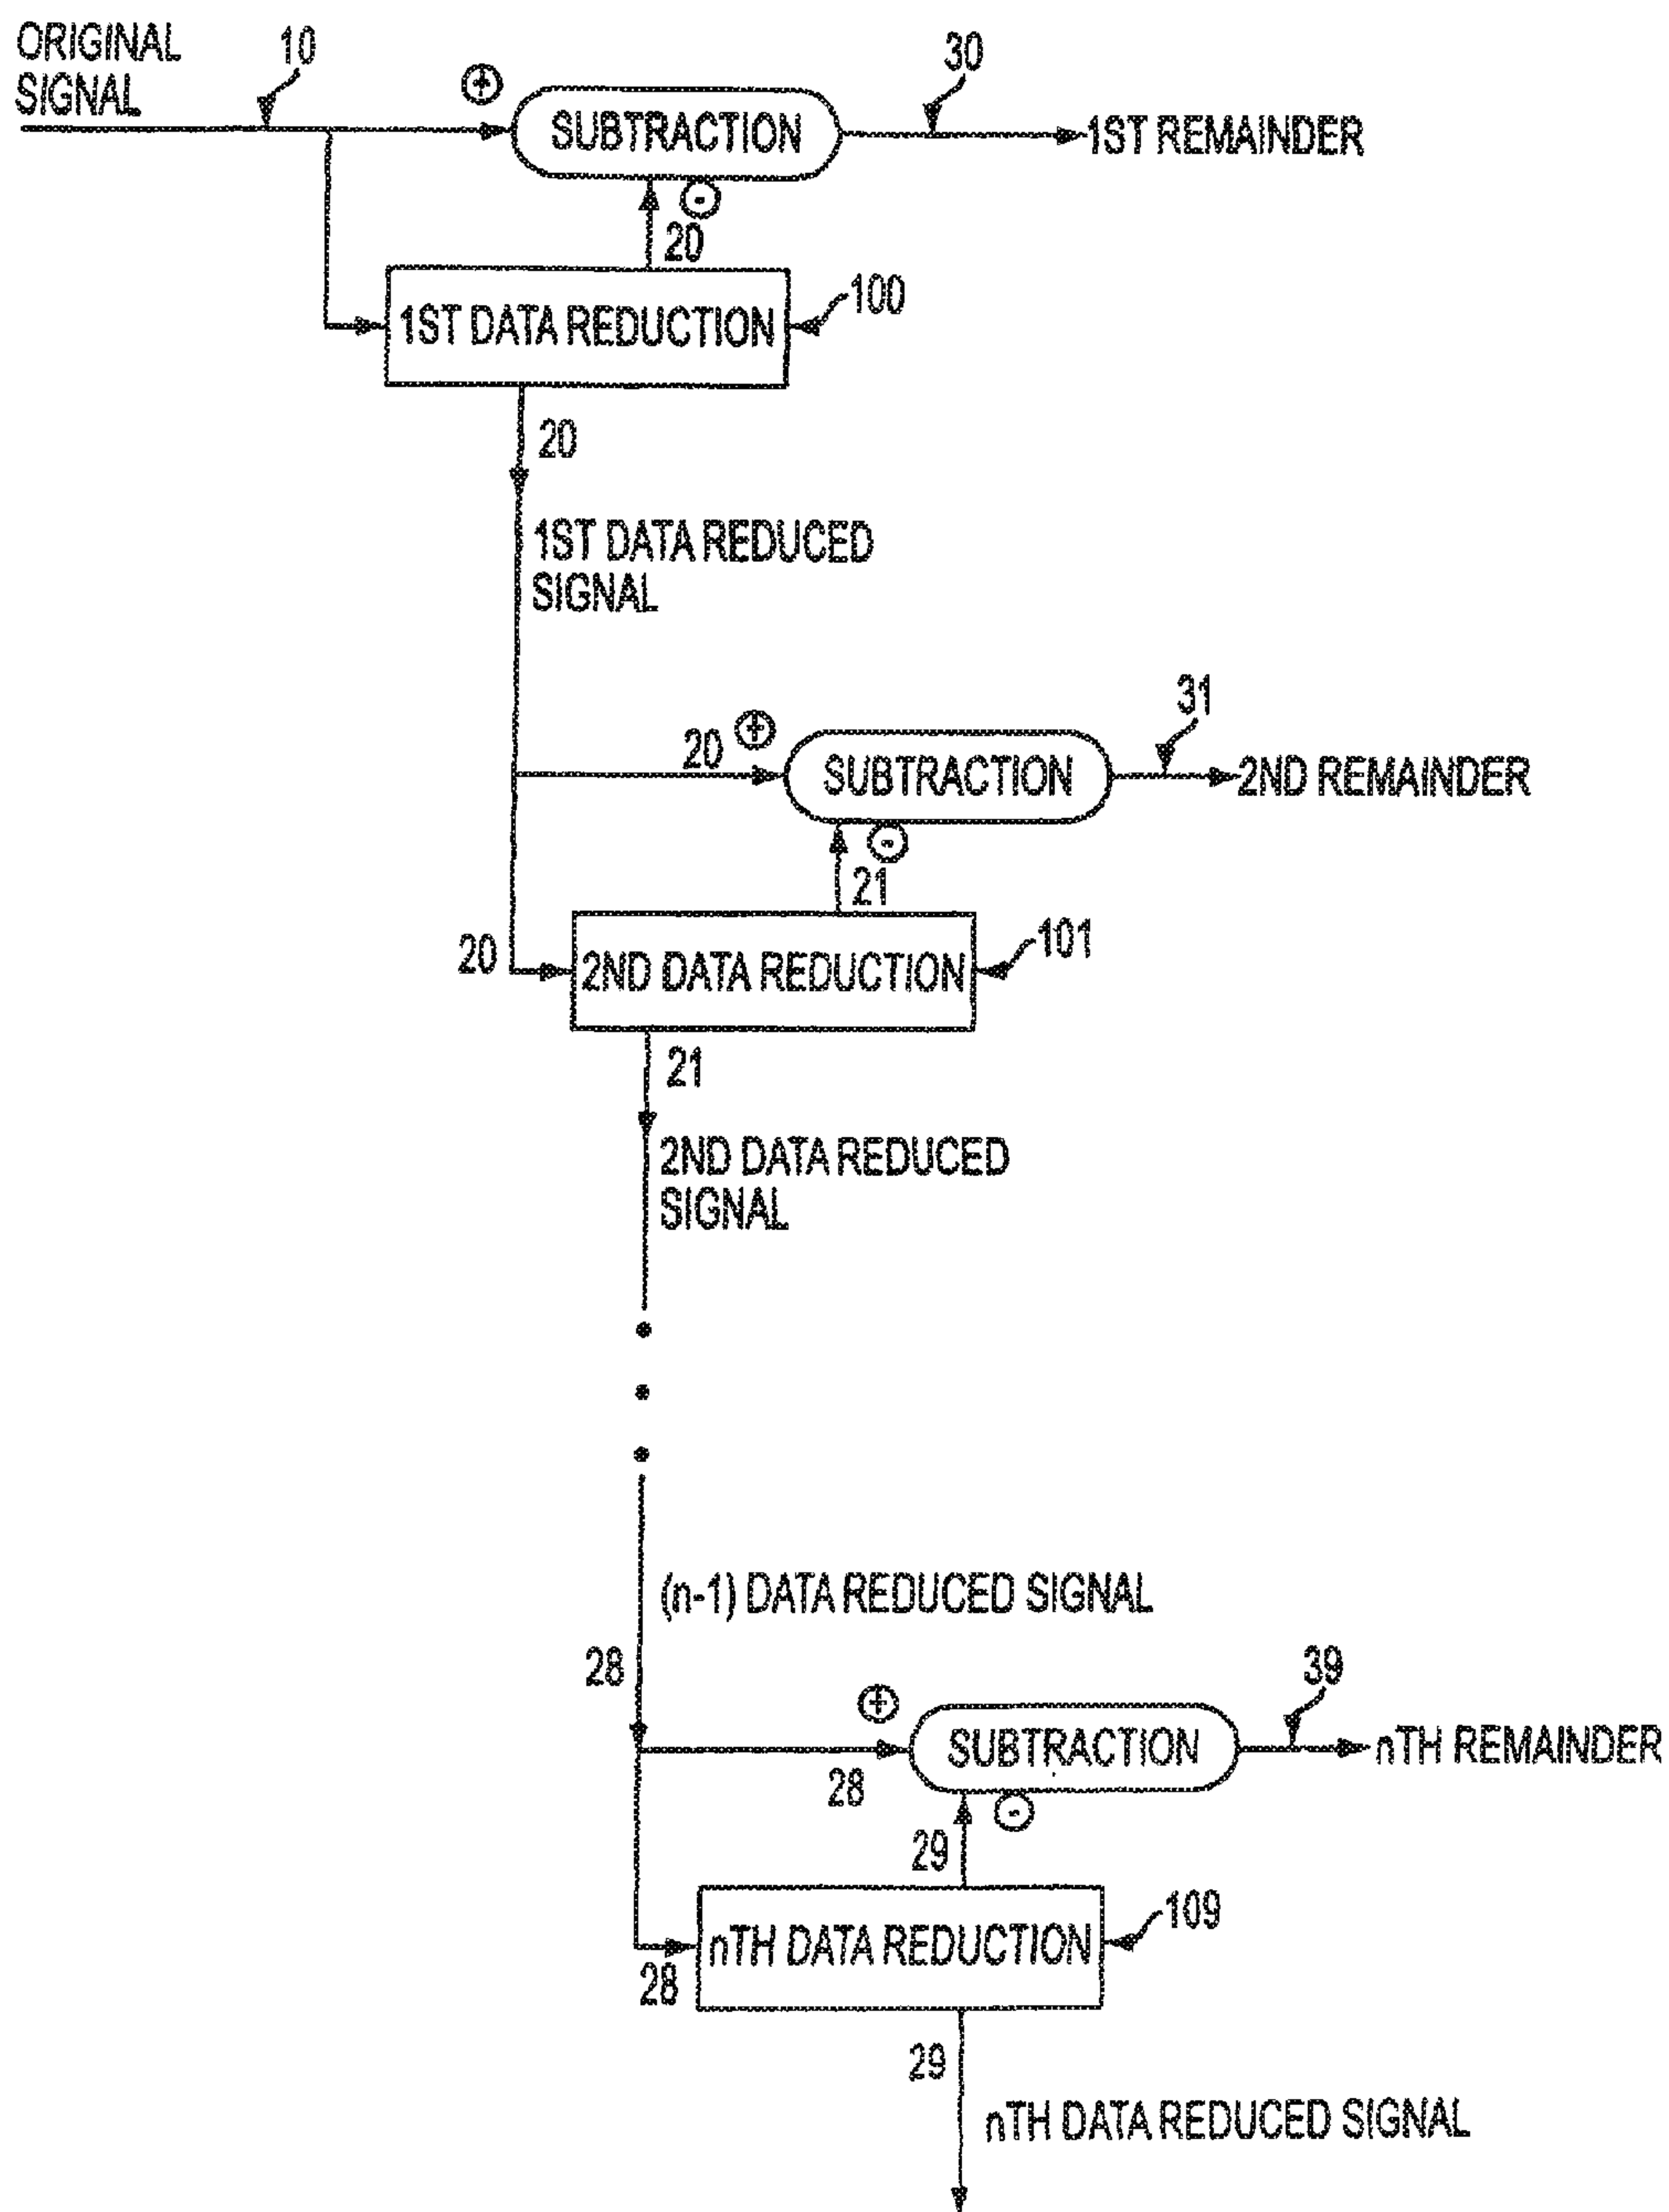 ORIGINAL
SIGNAL
10
+
SUBTRACTION
30
1ST REMAINDER
-
20
1ST DATA REDUCTION
100
20
1ST DATA REDUCED
SIGNAL
20
+
SUBTRACTION
31
2ND REMAINDER
-
21
20
2ND DATA REDUCTION
101
21
2ND DATA REDUCED
SIGNAL
(n-1) DATA REDUCED SIGNAL
28
+
SUBTRACTION
39
nTH REMAINDER
28
-
29
28
nTH DATA REDUCTION
109
29
nTH DATA REDUCED SIGNAL